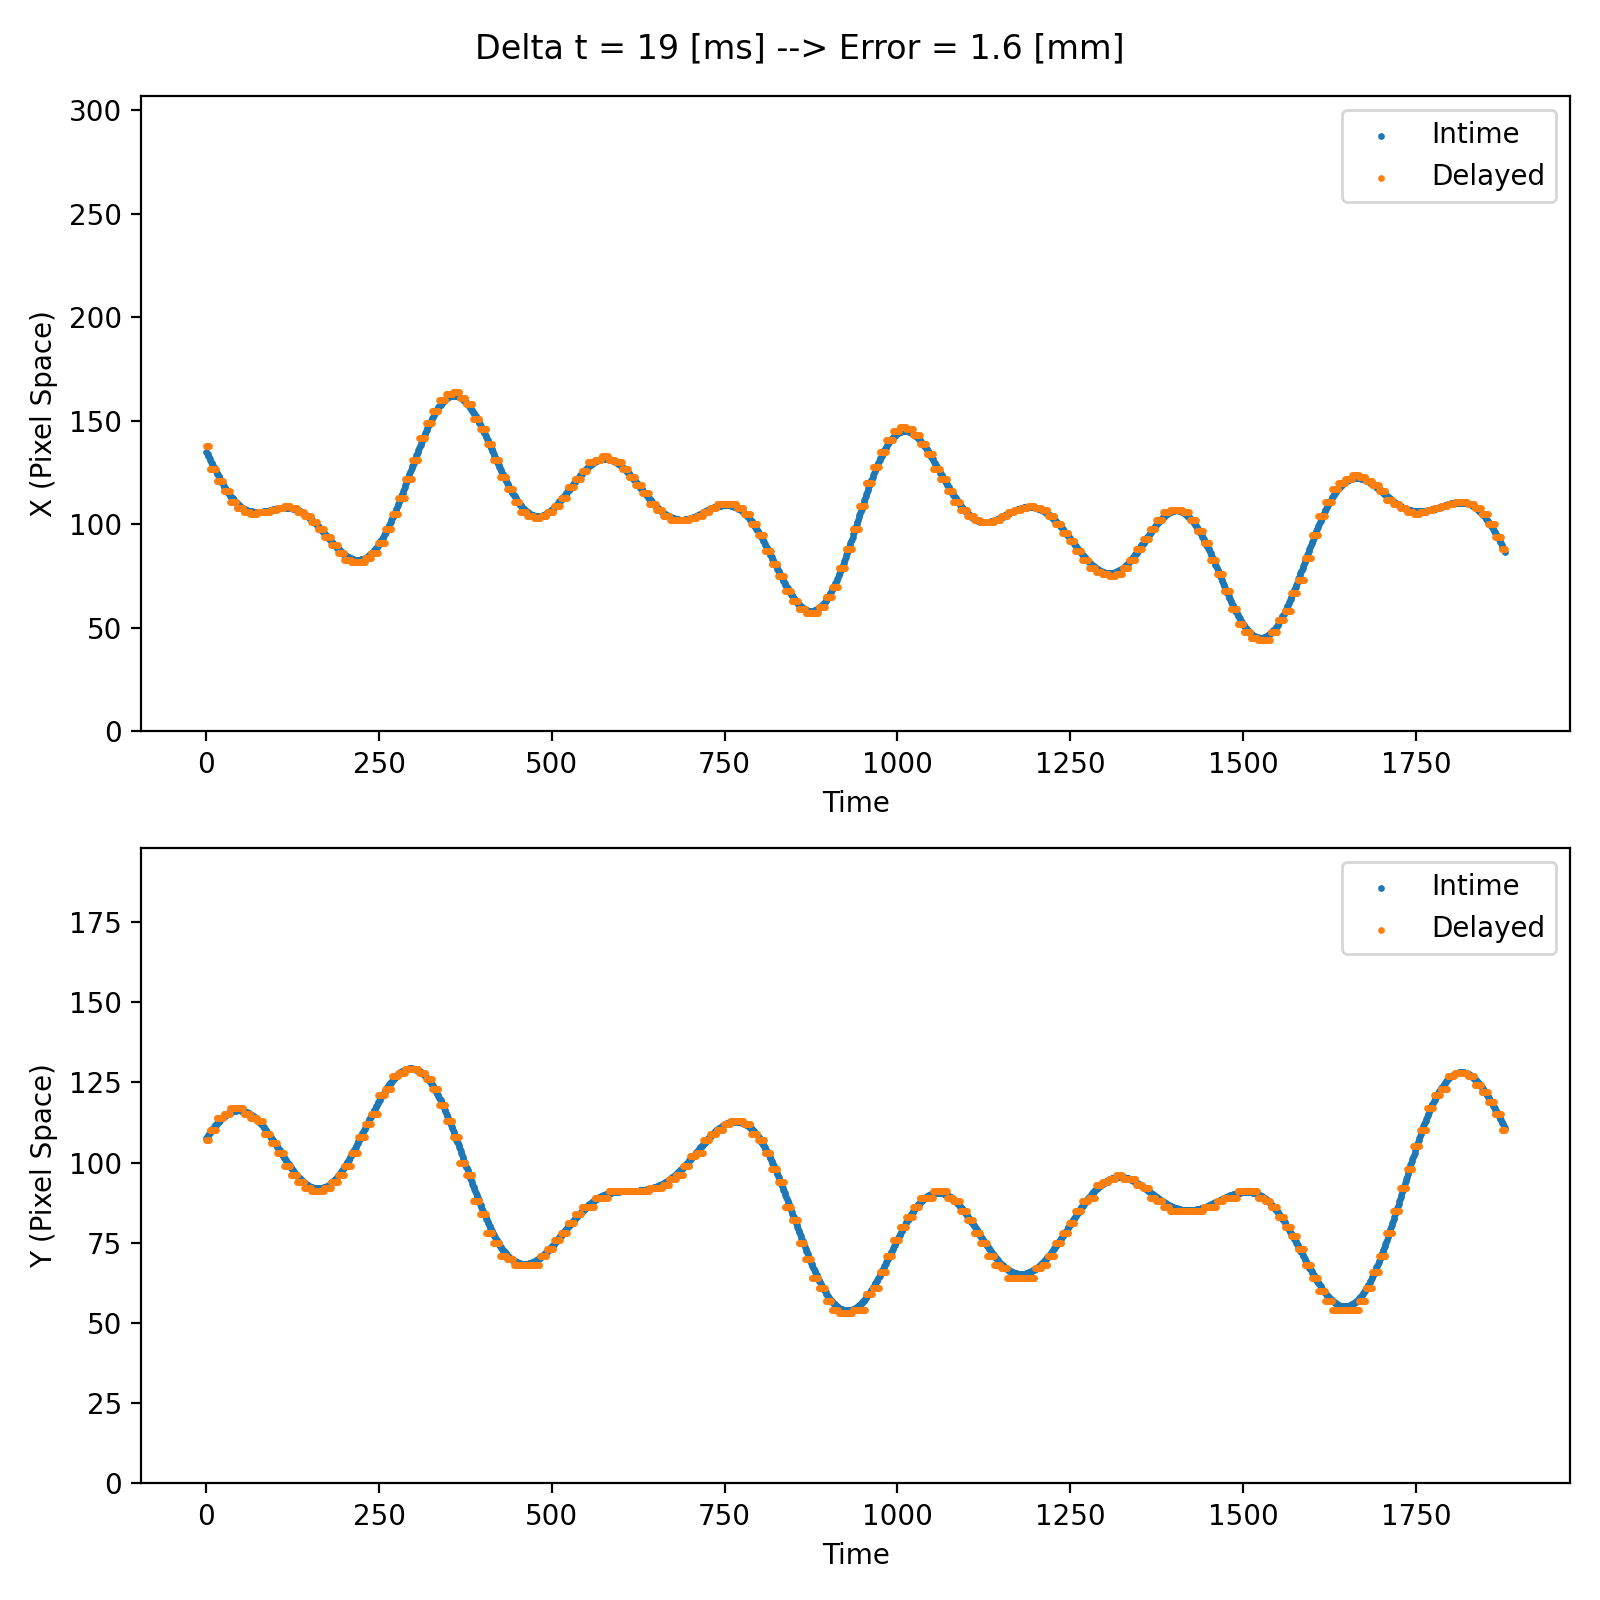 Delta t = 19 [ms] --> Error = 1.6 [mm]
300
250
200
150
100
50
0
X (Pixel Space)
Intime
Delayed
0 250 500 750 1000 1250 1500 1750
Time
175
150
125
100
75
50
25
0
Y (Pixel Space)
Intime
Delayed
0 250 500 750 1000 1250 1500 1750
Time